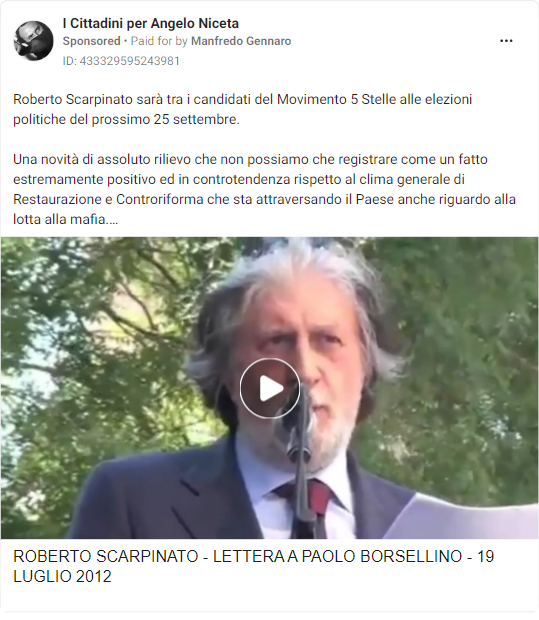 I Cittadini per Angelo Niceta
Sponsored • Paid for by Manfredo Gennaro
ID: 433329595243981
Roberto Scarpinato sarà tra i candidati del Movimento 5 Stelle alle elezioni
politiche del prossimo 25 settembre.
Una novità di assoluto rilievo che non possiamo che registrare come un fatto
estremamente positivo ed in controtendenza rispetto al clima generale di
Restaurazione e Controriforma che sta attraversando il Paese anche riguardo alla
lotta alla mafia....
ROBERTO SCARPINATO - LETTERA A PAOLO BORSELLINO - 19
LUGLIO 2012